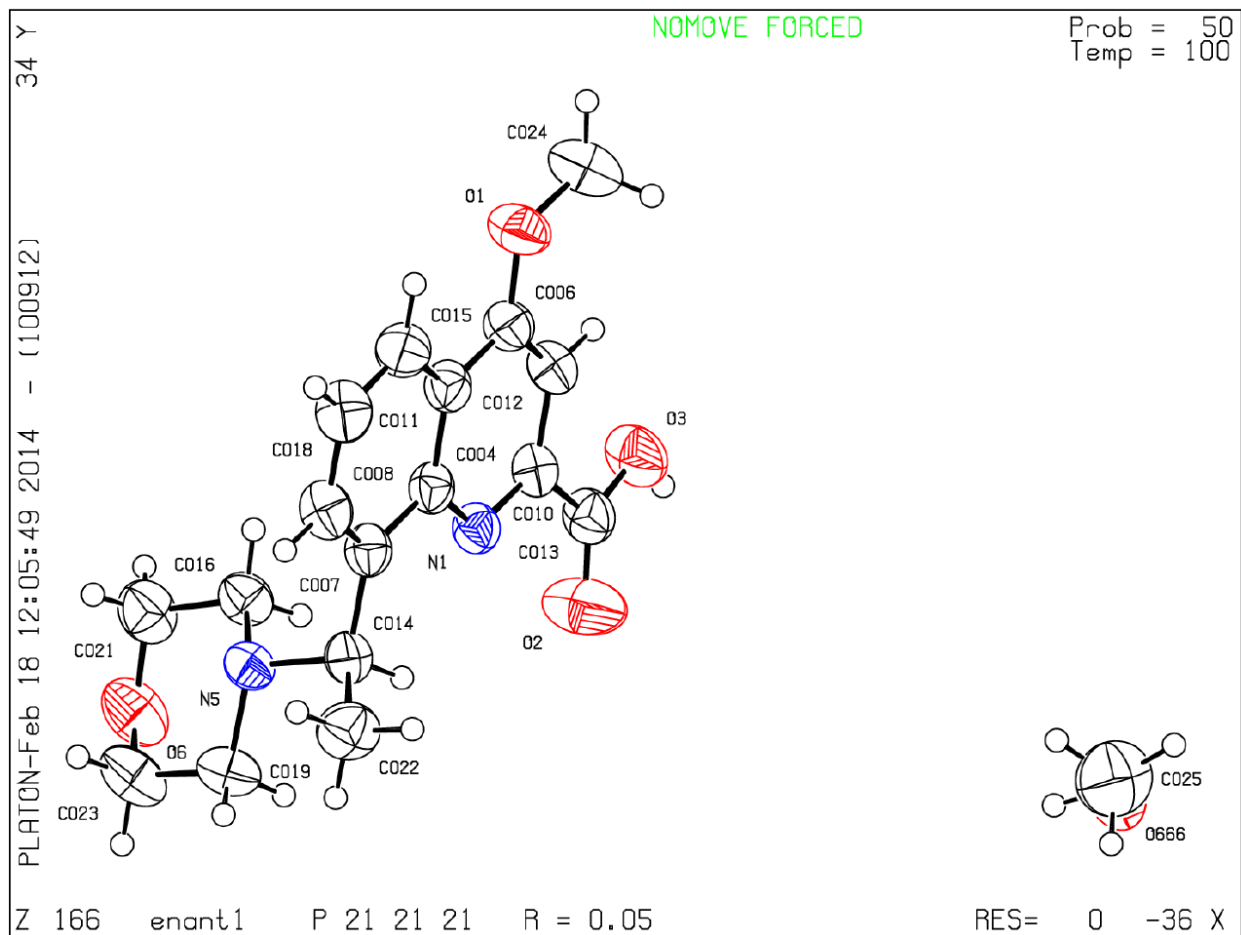 NOMOVE FORCED
Prob = 50
Temp = 100
PLATON-Feb 18 12:05:49 2014 - (100912)
34 Y
C024
O1
C006
C015
C012
O3
C011
C004
C018
C008
C010
C013
N1
C016
C007
C014
O2
C021
N5
O6
C019
C022
C023
C025
O666
Z 166 enant1 P 21 21 21 R = 0.05
RES= 0 -36 X